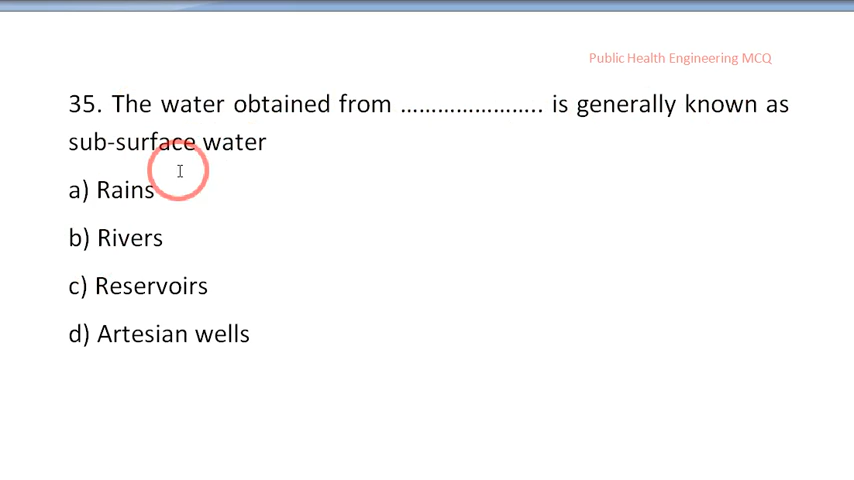 Public Health Engineering MCQ
35. The water obtained from ........................ is generally known as
sub-surface water
a) Rains
b) Rivers
c) Reservoirs
d) Artesian wells